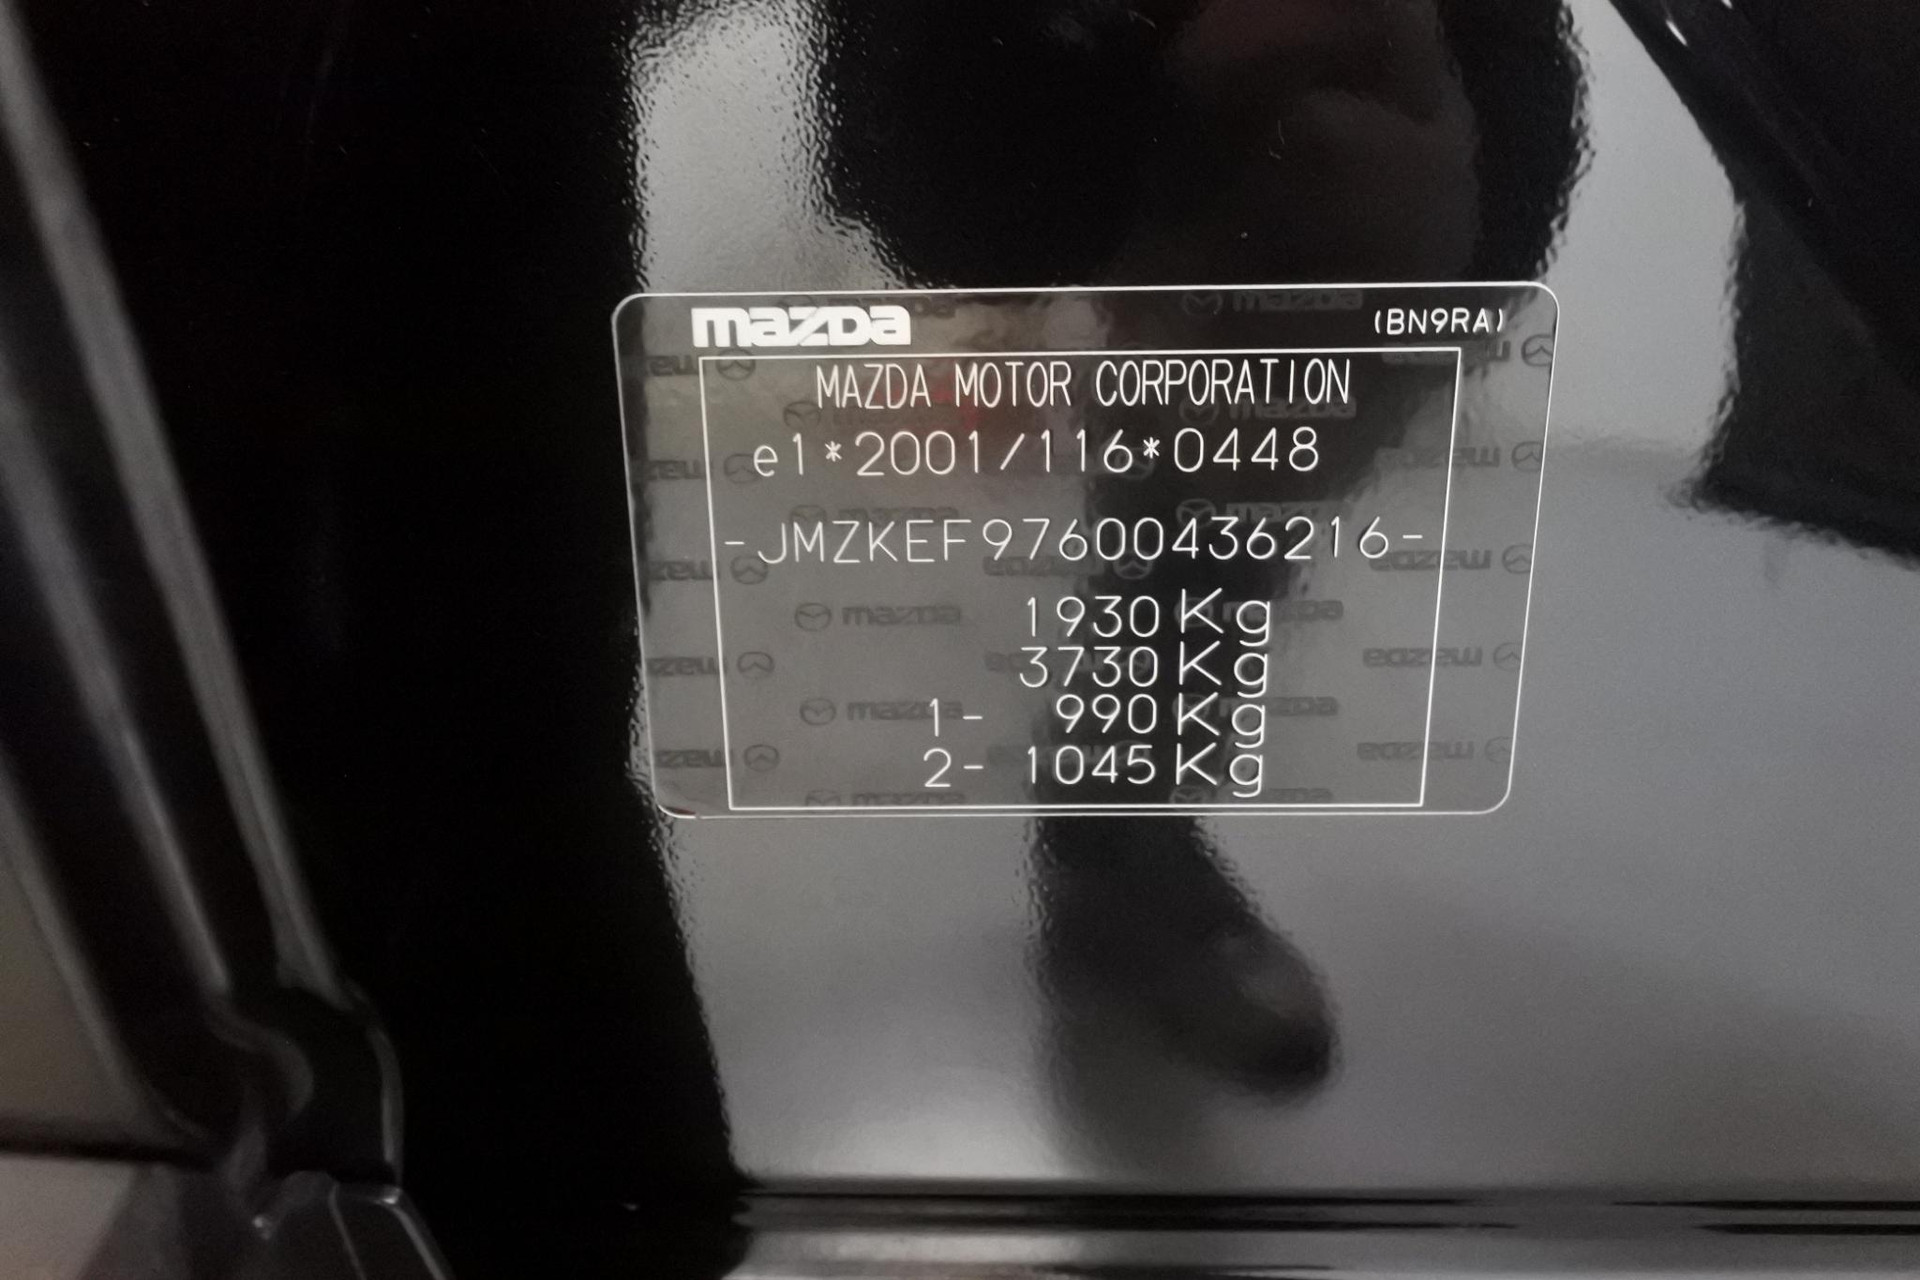 mazda (BN9RA)
MAZDA MOTOR CORPORATION
e1*2001/116*0448
-JMZKEF97600436216-
1930 Kg
3730 Kg
1- 990 Kg
2- 1045 Kg